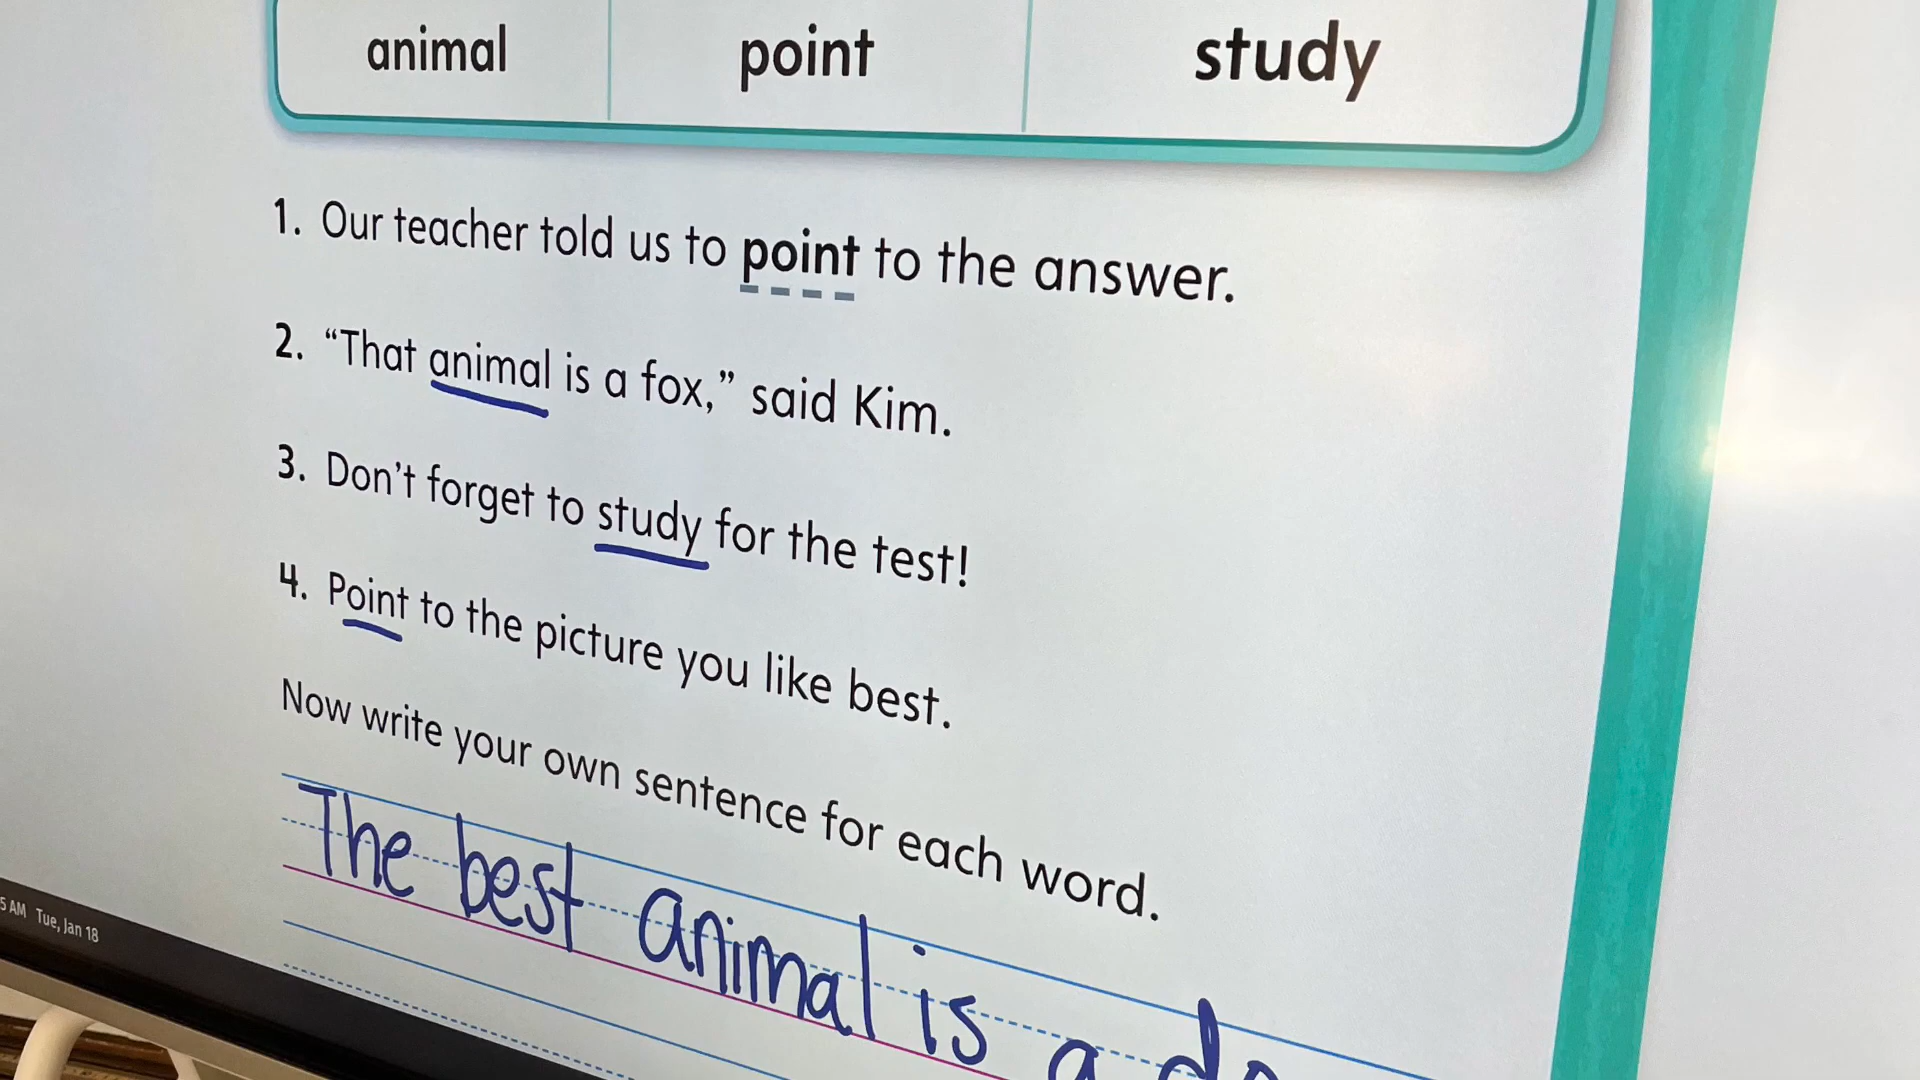 animal point study
1. Our teacher told us to point to the answer.
2. “That animal is a fox,” said Kim.
3. Don't forget to study for the test!
4. Point to the picture you like best.
Now write your own sentence for each word.
The best animal is a
AM Tue, Jan 18